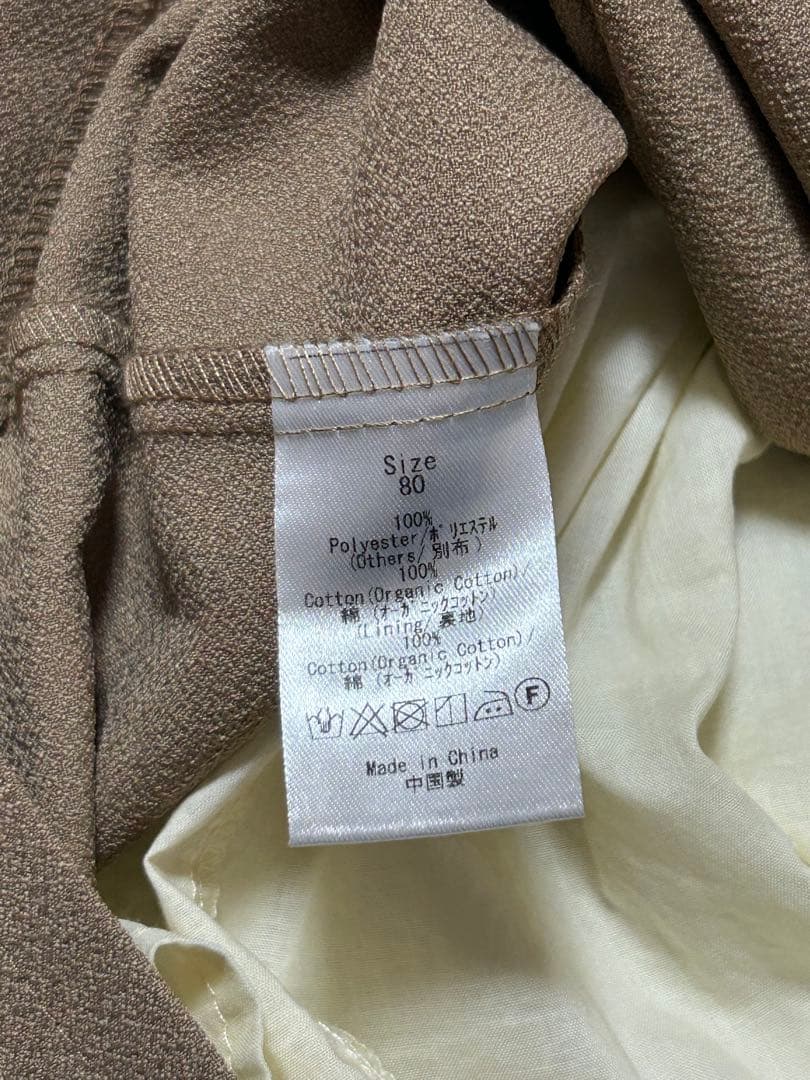 Size
80
100%
Polyester/ポリエステル
(Others/別布)
100%
Cotton(Organic Cotton)/
綿 (オーガニックコットン)
(Lining/裏地)
100%
Cotton(Organic Cotton)/
綿 (オーガニックコットン)
F
Made in China
中国製